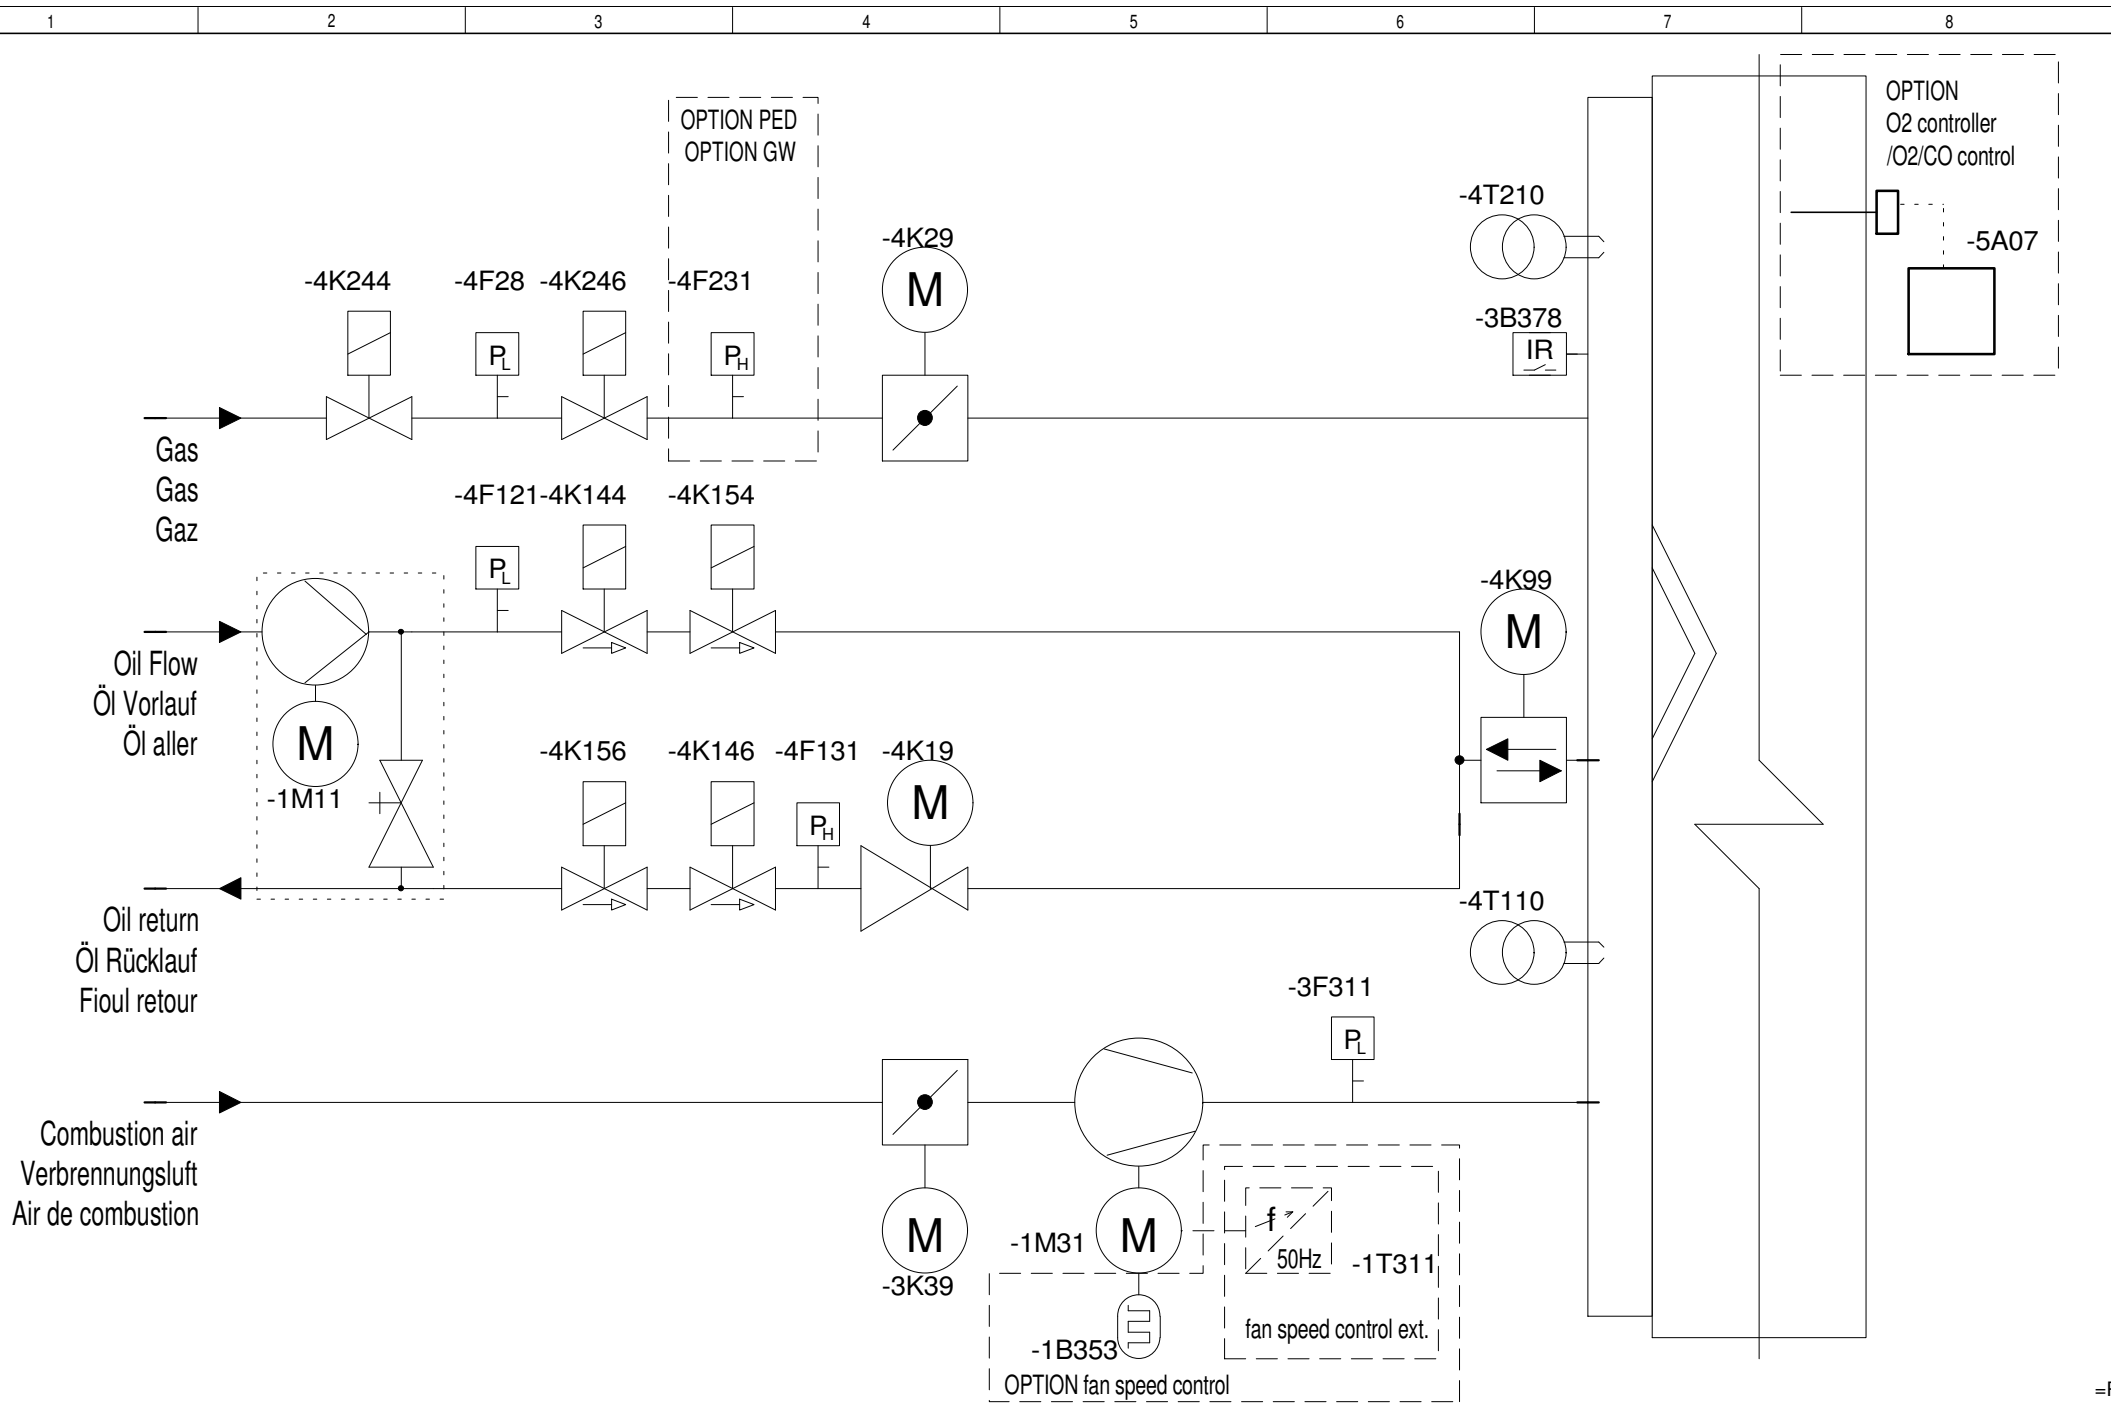 1 2 3 4 5 6 7 8
OPTION PED
OPTION GW
OPTION
O2 controller
/O2/CO control
-5A07
-4T210
-3B378
IR
-4K244
-4F28
-4K246
-4F231
-4K29
M
PL
PH
Gas
Gas
Gaz
-4F121
-4K144
-4K154
PL
-4K99
M
Oil Flow
Öl Vorlauf
Öl aller
M
-1M11
-4K156
-4K146
-4F131
-4K19
M
PH
Oil return
Öl Rücklauf
Fioul retour
-4T110
-3F311
PL
Combustion air
Verbrennungsluft
Air de combustion
M
-3K39
-1M31
M
f
50Hz
-1T311
fan speed control ext.
-1B353
OPTION fan speed control